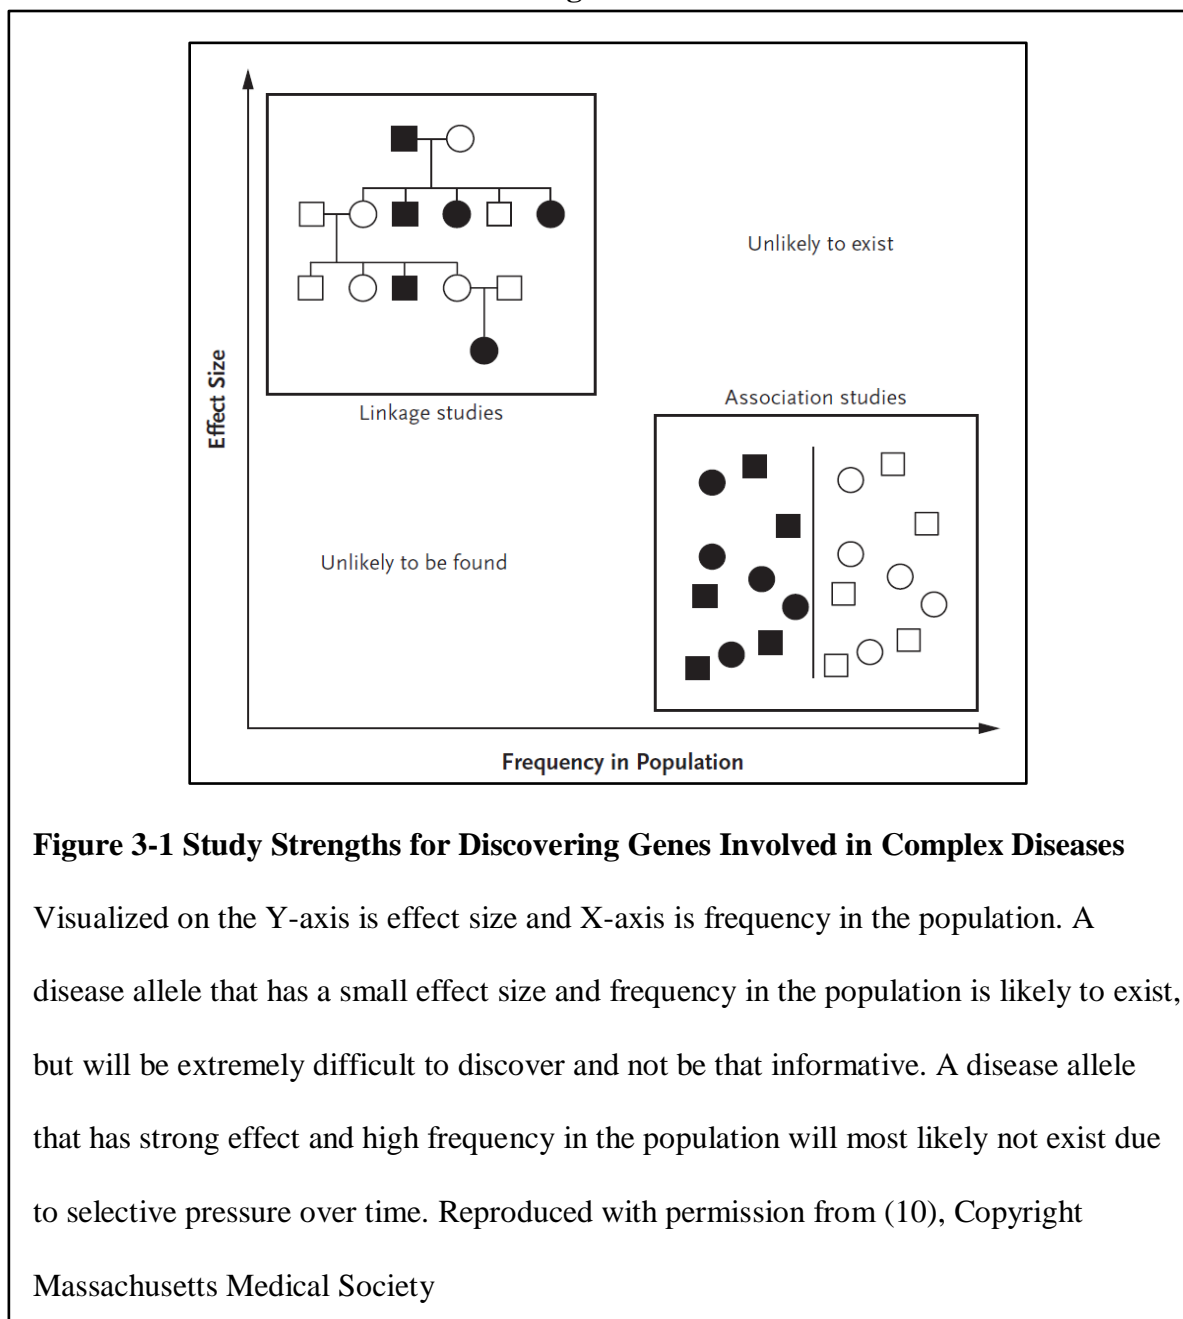 Unlikely to exist
Effect Size
Linkage studies
Association studies
Unlikely to be found
Frequency in Population
Figure 3-1 Study Strengths for Discovering Genes Involved in Complex Diseases
Visualized on the Y-axis is effect size and X-axis is frequency in the population. A
disease allele that has a small effect size and frequency in the population is likely to exist,
but will be extremely difficult to discover and not be that informative. A disease allele
that has strong effect and high frequency in the population will most likely not exist due
to selective pressure over time. Reproduced with permission from (10), Copyright
Massachusetts Medical Society